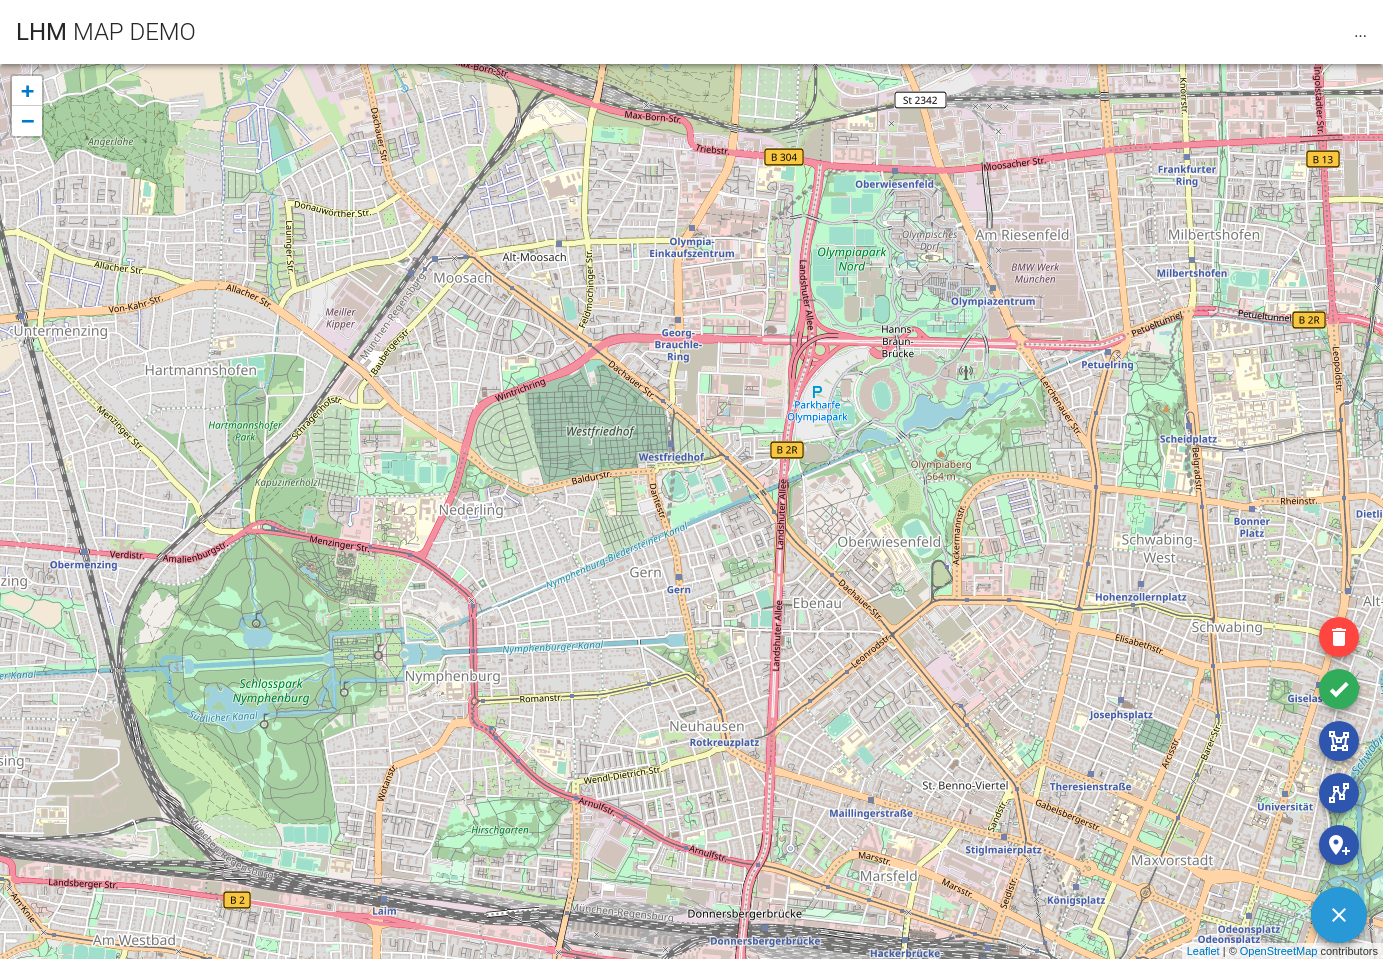 LHM MAP DEMO
...
+
−
Max-Born-Str.
Angerlohe
Dachauer Str.
Max-Born-Str.
Triebstr.
St 2342
B 304
Knorrstr.
Ingolstädter Str.
Moosacher Str.
B 13
Frankfurter
Ring
Oberwiesenfeld
Donauwörther Str.
Lauinger Str.
Olympia-
Einkaufszentrum
Olympisches
Dorf
Am Riesenfeld
Milbertshofen
Alt-Moosach
Olympiapark
Nord
Allacher Str.
Moosach
Feldmochinger Str.
Landshuter Allee
BMW Werk
München
Milbertshofen
Von-Kahr-Str.
Allacher Str.
München-Regensburg
Meiller
Kipper
Olympiazentrum
Untermenzing
Baubergerstr.
Georg-
Brauchle-
Ring
Hanns-
Braun-
Brücke
Petueltunnel
Petueltunnel
B 2R
Petuelring
Hartmannshofen
Wintrichring
Dachauer Str.
Lerchenauer Str.
Leopoldstr.
P
Parkharfe
Olympiapark
Menzinger Str.
Schragenhofstr.
Hartmannshofer
Park
Westfriedhof
Westfriedhof
B 2R
Scheidplatz
Belgradstr.
Olympiaberg
564 m
Kapuzinerhölzl
Baldurstr.
Dantestr.
Landshuter Allee
Rheinstr.
Nederling
Ackermannstr.
Bonner
Platz
Dietli
Verdistr.
Amalienburgstr.
Menzinger Str.
Nymphenburg-Biedersteiner Kanal
Oberwiesenfeld
Schwabing-
West
Obermenzing
zing
Gern
Gern
Dachauer-Str.
Ebenau
Hohenzollernplatz
Alt-
Landshuter Allee
Schwabing
Elisabethstr.
Leonrodstr.
er Kanal
Nymphenburger Kanal
Schlosspark
Nymphenburg
Nymphenburg
Südlicher Kanal
Romanstr.
Giselas
Neuhausen
Rotkreuzplatz
Josephsplatz
Arcisstr.
Barer-Str.
Schwabi
sing
Wotanstr.
Wendl-Dietrich-Str.
St. Benno-Viertel
Theresienstraße
Arnulfstr.
Maillingerstraße
Sandstr.
Gabelsbergerstr.
Universität
Hirschgarten
Stiglmaierplatz
Arnulfstr.
Marsstr.
Maxvorstadt
Marsfeld
Marsstr.
Seidlstr.
Landsberger Str.
B 2
Am Knie
Laim
München-Regensburg
Donnersbergerbrücke
Königsplatz
Am Westbad
Donnersbergerbrücke
Hackerbrücke
Odeonsplatz
Odeonsplatz
Leaflet | © OpenStreetMap contributors